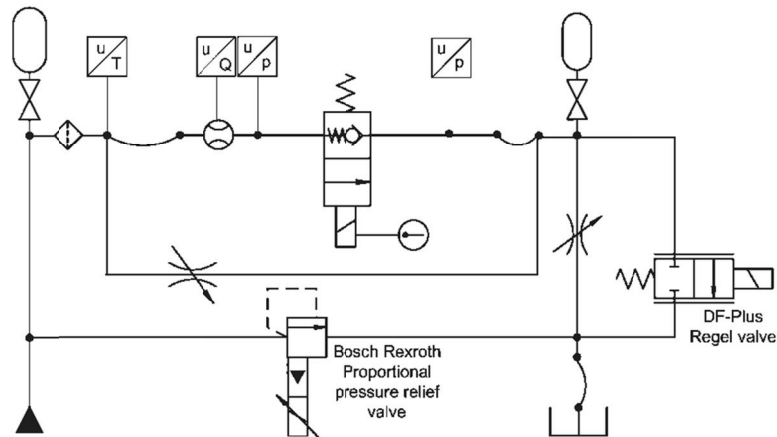 u
T
u
Q
u
p
u
p
DF-Plus
Regel valve
Bosch Rexroth
Proportional
pressure relief
valve